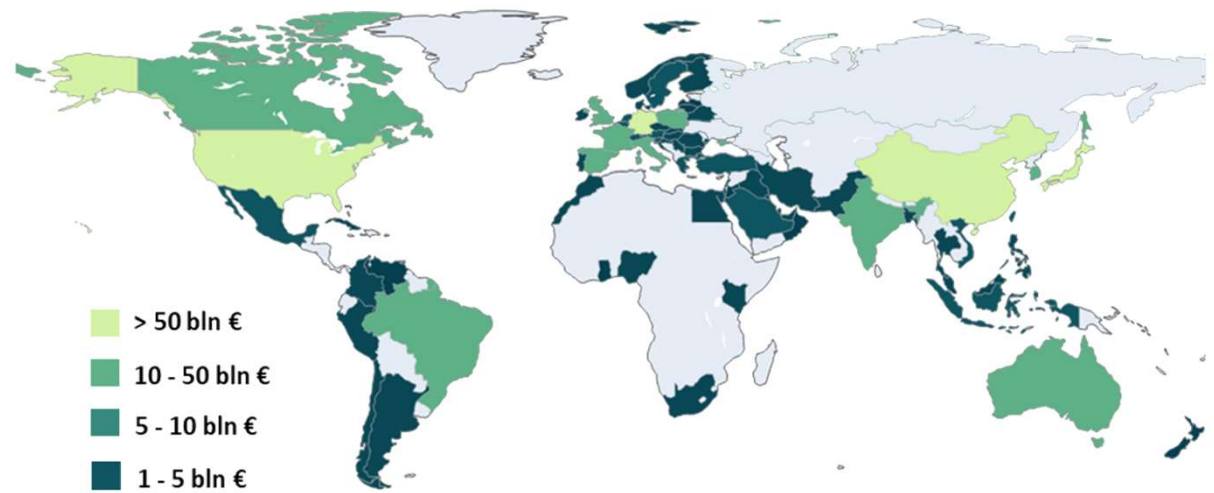 > 50 bln €
10 - 50 bln €
5 - 10 bln €
1 - 5 bln €